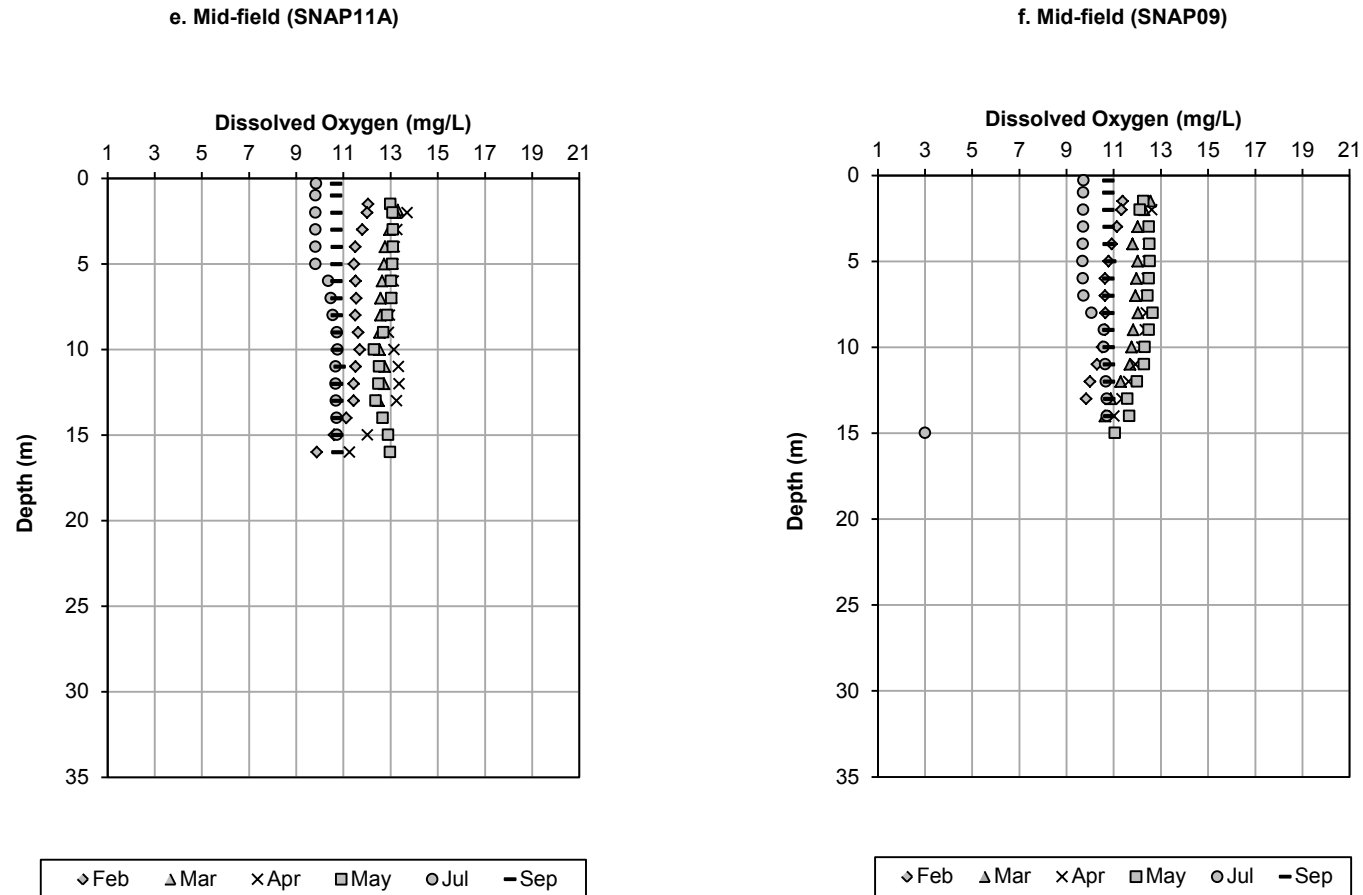 e. Mid-field (SNAP11A)
Dissolved Oxygen (mg/L)
1 3 5 7 9 11 13 15 17 19 21
0
5
10
15
20
25
30
35
Depth (m)
Feb Mar Apr May Jul Sep
f. Mid-field (SNAP09)
Dissolved Oxygen (mg/L)
1 3 5 7 9 11 13 15 17 19 21
0
5
10
15
20
25
30
35
Depth (m)
Feb Mar Apr May Jul Sep